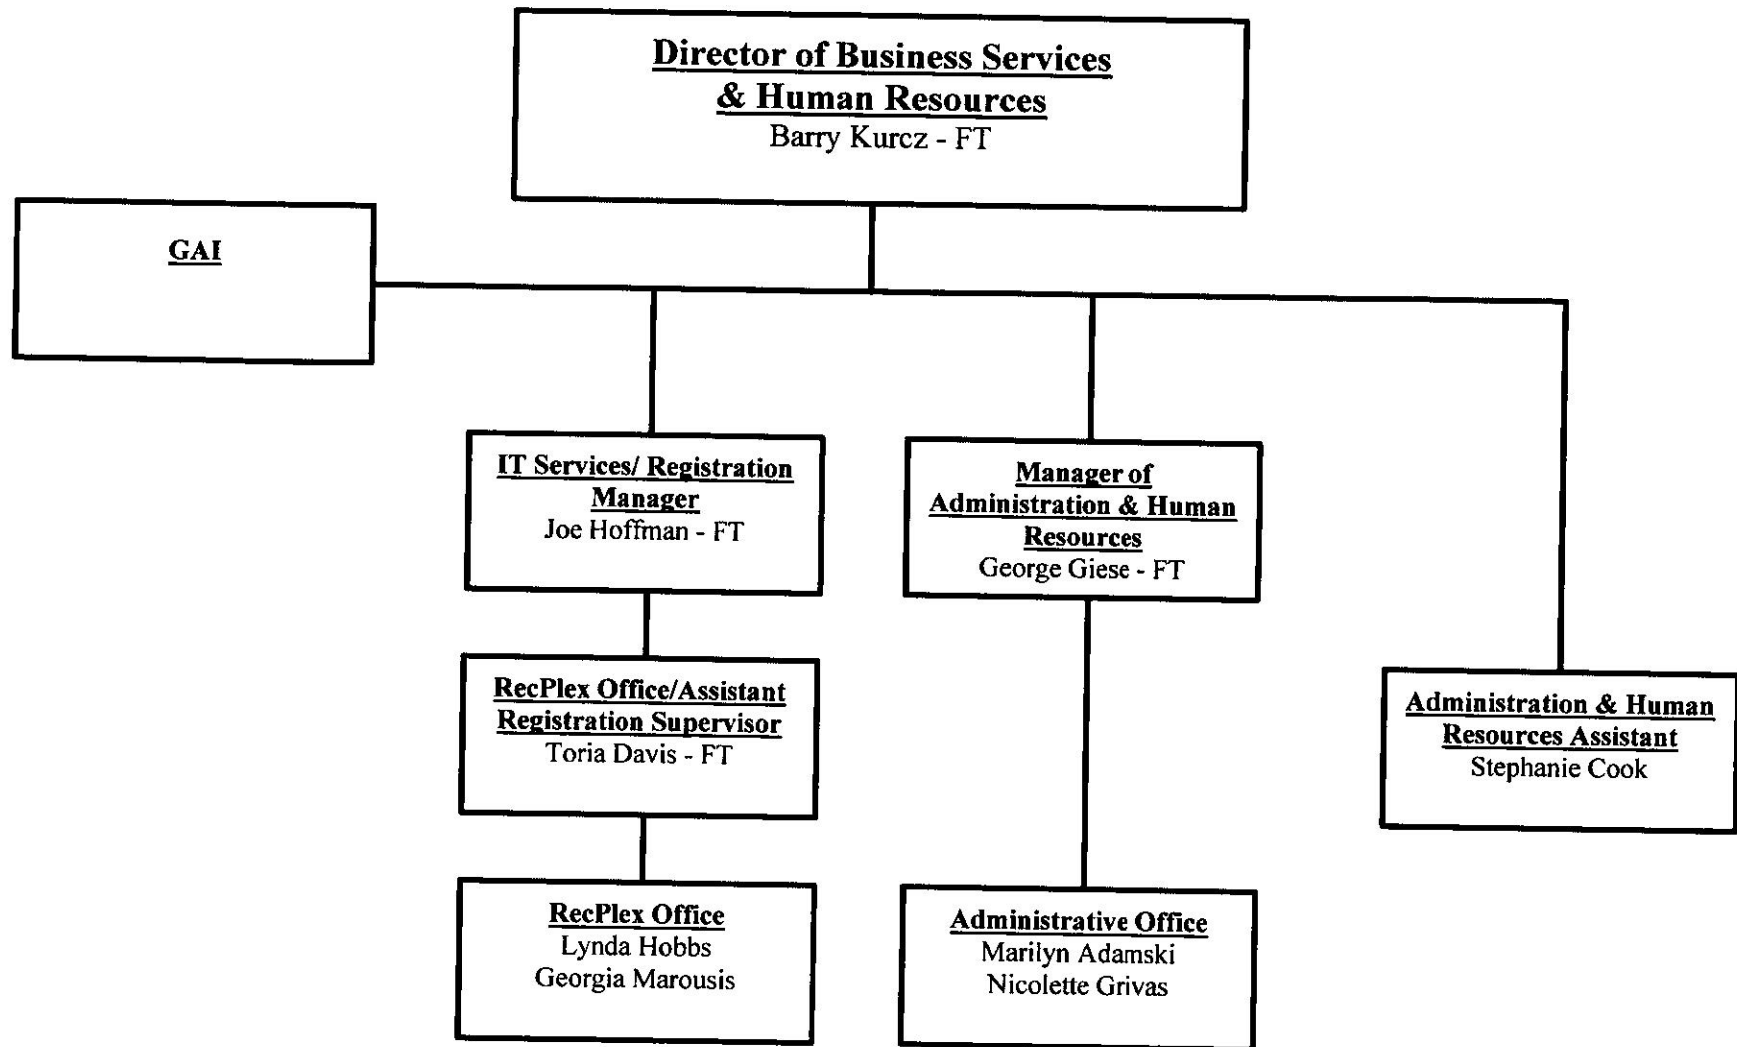 Director of Business Services
& Human Resources
Barry Kurcz - FT
GAI
IT Services/ Registration
Manager
Joe Hoffman - FT
Manager of
Administration & Human
Resources
George Giese - FT
RecPlex Office/Assistant
Registration Supervisor
Toria Davis - FT
Administration & Human
Resources Assistant
Stephanie Cook
RecPlex Office
Lynda Hobbs
Georgia Marousis
Administrative Office
Marilyn Adamski
Nicolette Grivas